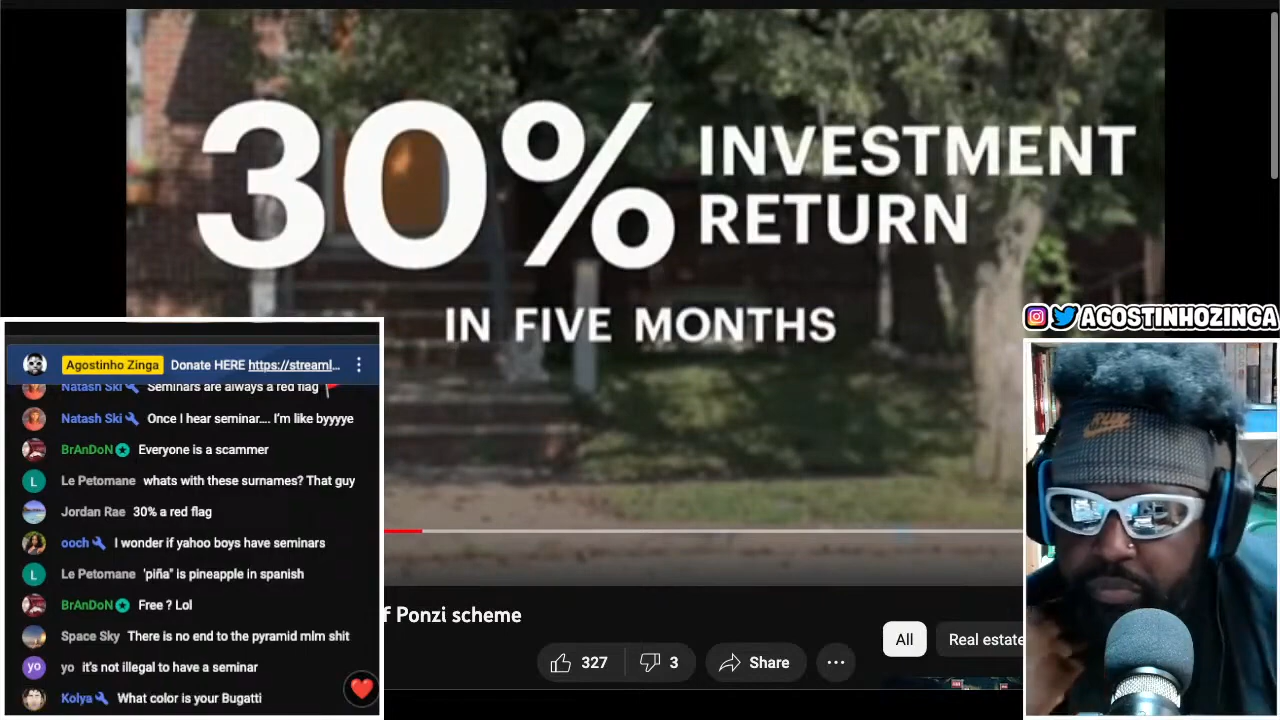 30% INVESTMENT
RETURN
IN FIVE MONTHS
AGOSTINHOZINGA
Agostinho Zinga Donate HERE https://streaml...
Natash Ski Seminars are always a red flag
Natash Ski Once I hear seminar.... I'm like byyyye
BrAnDoN Everyone is a scammer
L Le Petomane whats with these surnames? That guy
Jordan Rae 30% a red flag
ooch I wonder if yahoo boys have seminars
L Le Petomane 'piña" is pineapple in spanish
BrAnDoN Free ? Lol
Space Sky There is no end to the pyramid mlm shit
yo yo it's not illegal to have a seminar
Kolya What color is your Bugatti
f Ponzi scheme
All Real estate
327 3 Share
RUN